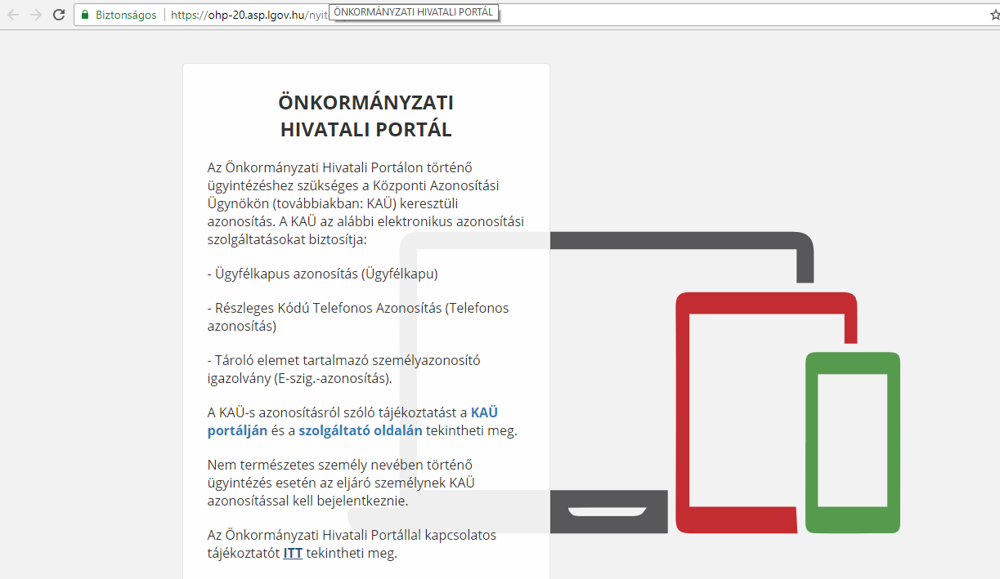 Biztonságos
https://ohp-20.asp.lgov.hu/nyit
ÖNKORMÁNYZATI HIVATALI PORTÁL
ÖNKORMÁNYZATI
HIVATALI PORTÁL
Az Önkormányzati Hivatali Portálon történő
ügyintézéshez szükséges a Központi Azonosítási
Ügynökön (továbbiakban: KAÜ) keresztüli
azonosítás. A KAÜ az alábbi elektronikus azonosítási
szolgáltatásokat biztosítja:
- Ügyfélkapus azonosítás (Ügyfélkapu)
- Részleges Kódú Telefonos Azonosítás (Telefonos
azonosítás)
- Tároló elemet tartalmazó személyazonosító
igazolvány (E-szig.-azonosítás).
A KAÜ-s azonosításról szóló tájékoztatást a KAÜ
portálján és a szolgáltató oldalán tekintheti meg.
Nem természetes személy nevében történő
ügyintézés esetén az eljáró személynek KAÜ
azonosítással kell bejelentkeznie.
Az Önkormányzati Hivatali Portállal kapcsolatos
tájékoztatót ITT tekintheti meg.